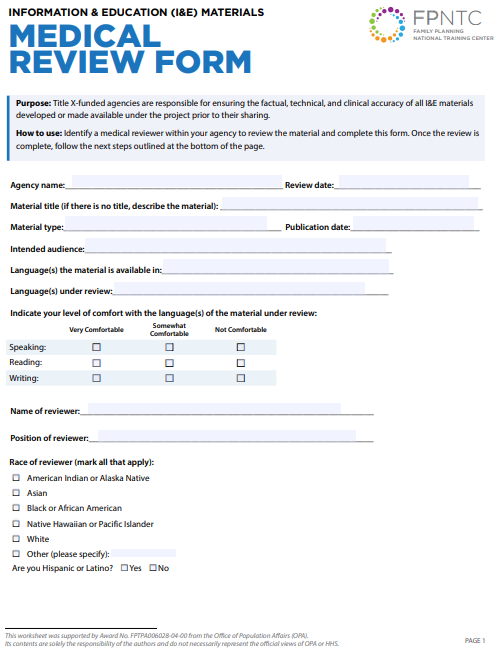 INFORMATION & EDUCATION (I&E) MATERIALS
MEDICAL
REVIEW FORM
FPNTC
FAMILY PLANNING
NATIONAL TRAINING CENTER
Purpose: Title X-funded agencies are responsible for ensuring the factual, technical, and clinical accuracy of all I&E materials
developed or made available under the project prior to their sharing.
How to use: Identify a medical reviewer within your agency to review the material and complete this form. Once the review is
complete, follow the next steps outlined at the bottom of the page.
Agency name: Review date:
Material title (if there is no title, describe the material):
Material type: Publication date:
Intended audience:
Language(s) the material is available in:
Language(s) under review:
Indicate your level of comfort with the language(s) of the material under review:
Very Comfortable Somewhat Comfortable Not Comfortable
Speaking: ☐ ☐ ☐
Reading: ☐ ☐ ☐
Writing: ☐ ☐ ☐
Name of reviewer:
Position of reviewer:
Race of reviewer (mark all that apply):
☐ American Indian or Alaska Native
☐ Asian
☐ Black or African American
☐ Native Hawaiian or Pacific Islander
☐ White
☐ Other (please specify):
Are you Hispanic or Latino? ☐ Yes ☐ No
This worksheet was supported by Award No. FPTPA006028-04-00 from the Office of Population Affairs (OPA).
Its contents are solely the responsibility of the authors and do not necessarily represent the official views of OPA or HHS.
PAGE 1